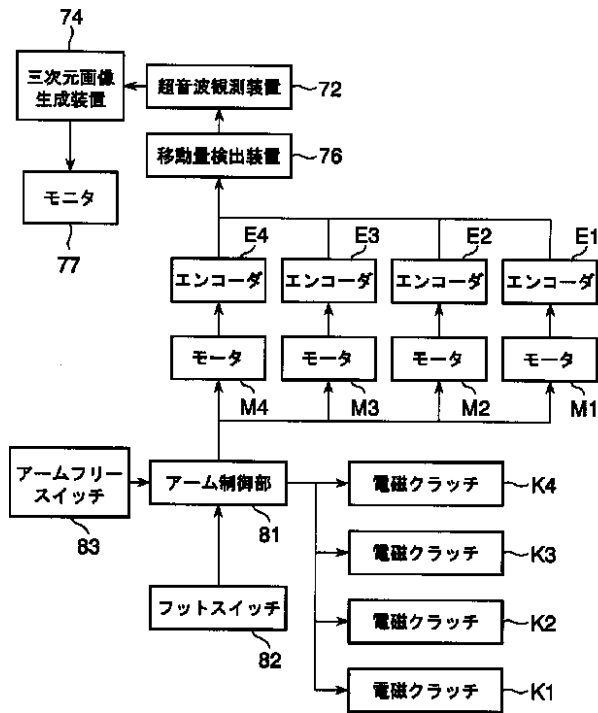 74
三次元画像
生成装置
超音波観測装置
72
移動量検出装置
76
モニタ
77
E4
E3
E2
E1
エンコーダ
エンコーダ
エンコーダ
エンコーダ
モータ
モータ
モータ
モータ
M4
M3
M2
M1
アームフリー
スイッチ
83
アーム制御部
81
電磁クラッチ
K4
電磁クラッチ
K3
フットスイッチ
82
電磁クラッチ
K2
電磁クラッチ
K1